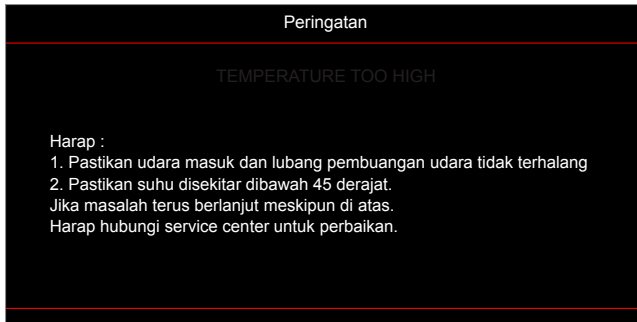 Peringatan
TEMPERATURE TOO HIGH
Harap :
1. Pastikan udara masuk dan lubang pembuangan udara tidak terhalang
2. Pastikan suhu disekitar dibawah 45 derajat.
Jika masalah terus berlanjut meskipun di atas.
Harap hubungi service center untuk perbaikan.